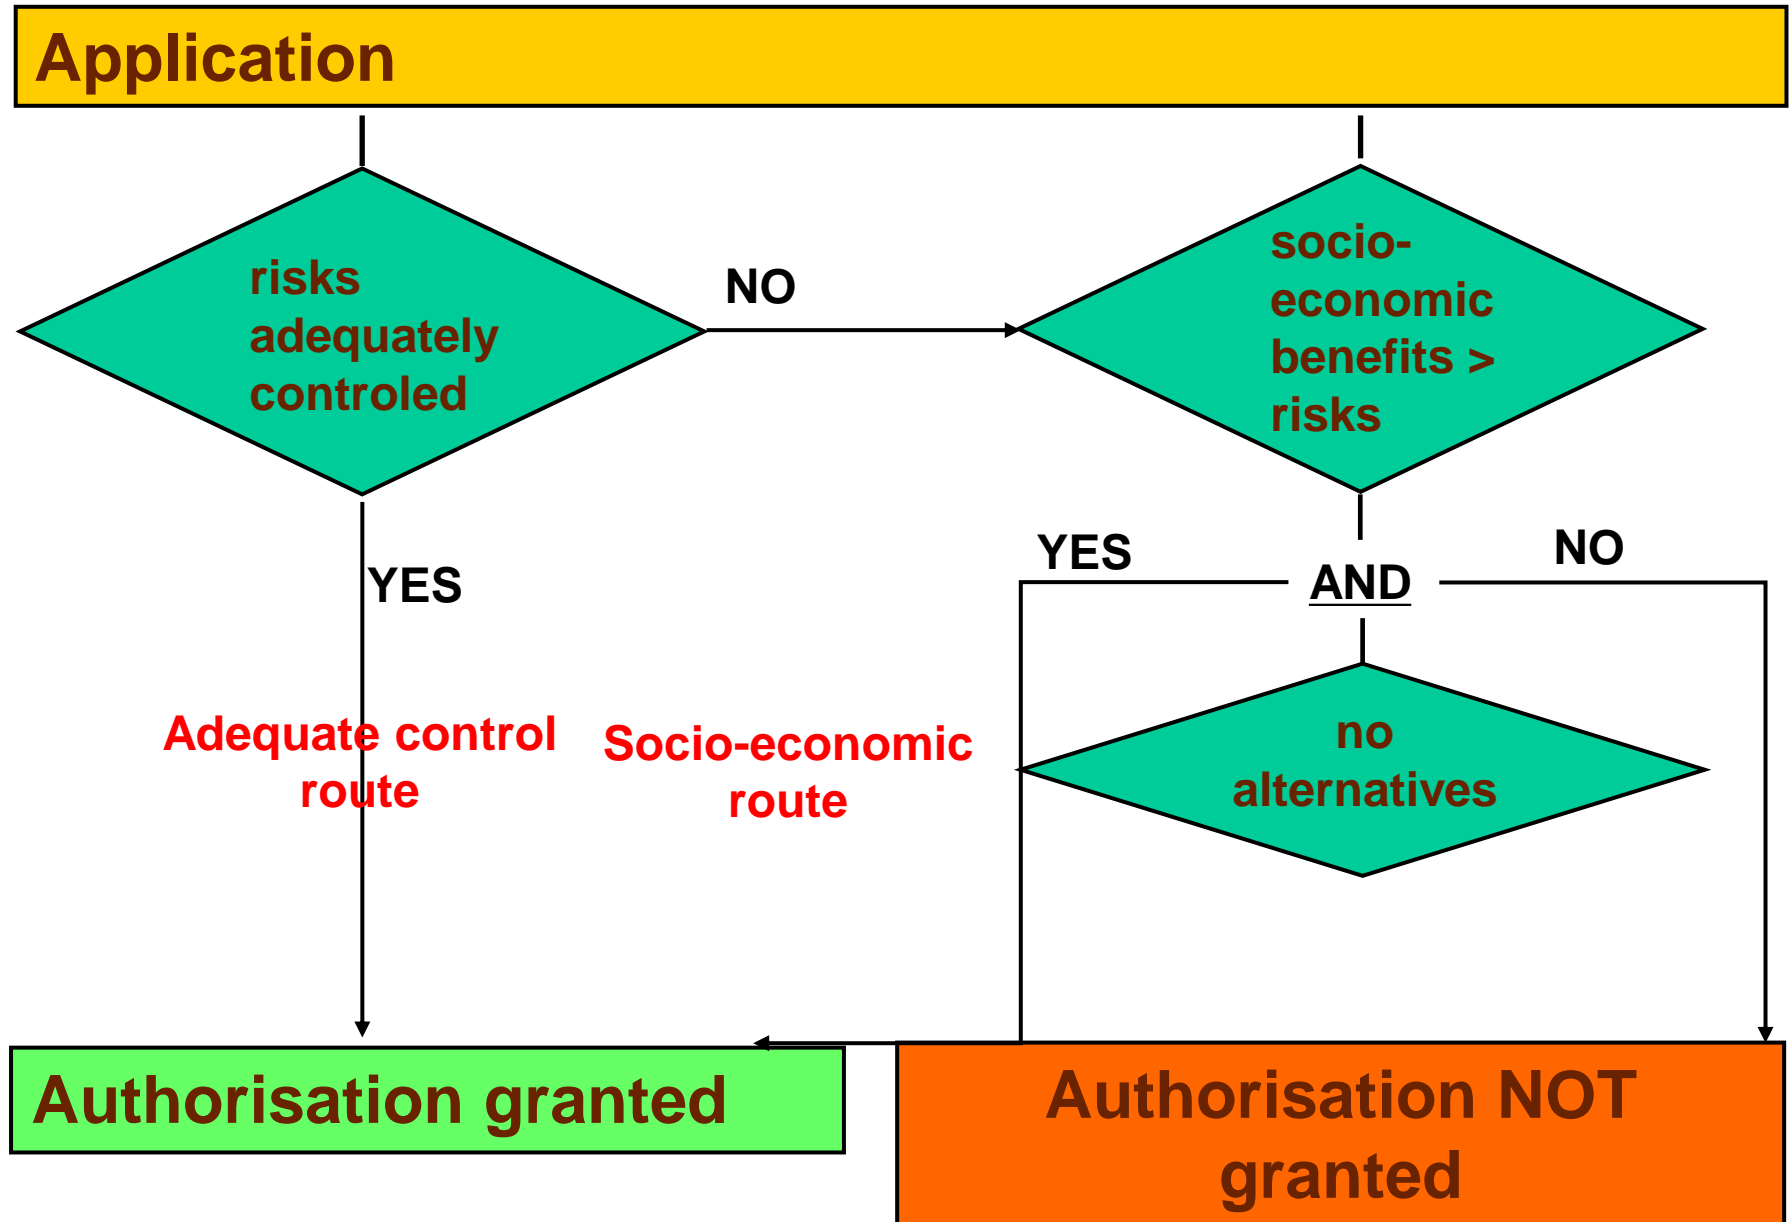 Application
risks
adequately
controled
NO
socio-
economic
benefits >
risks
YES
YES
AND
NO
Adequate control
route
Socio-economic
route
no
alternatives
Authorisation granted
Authorisation NOT
granted